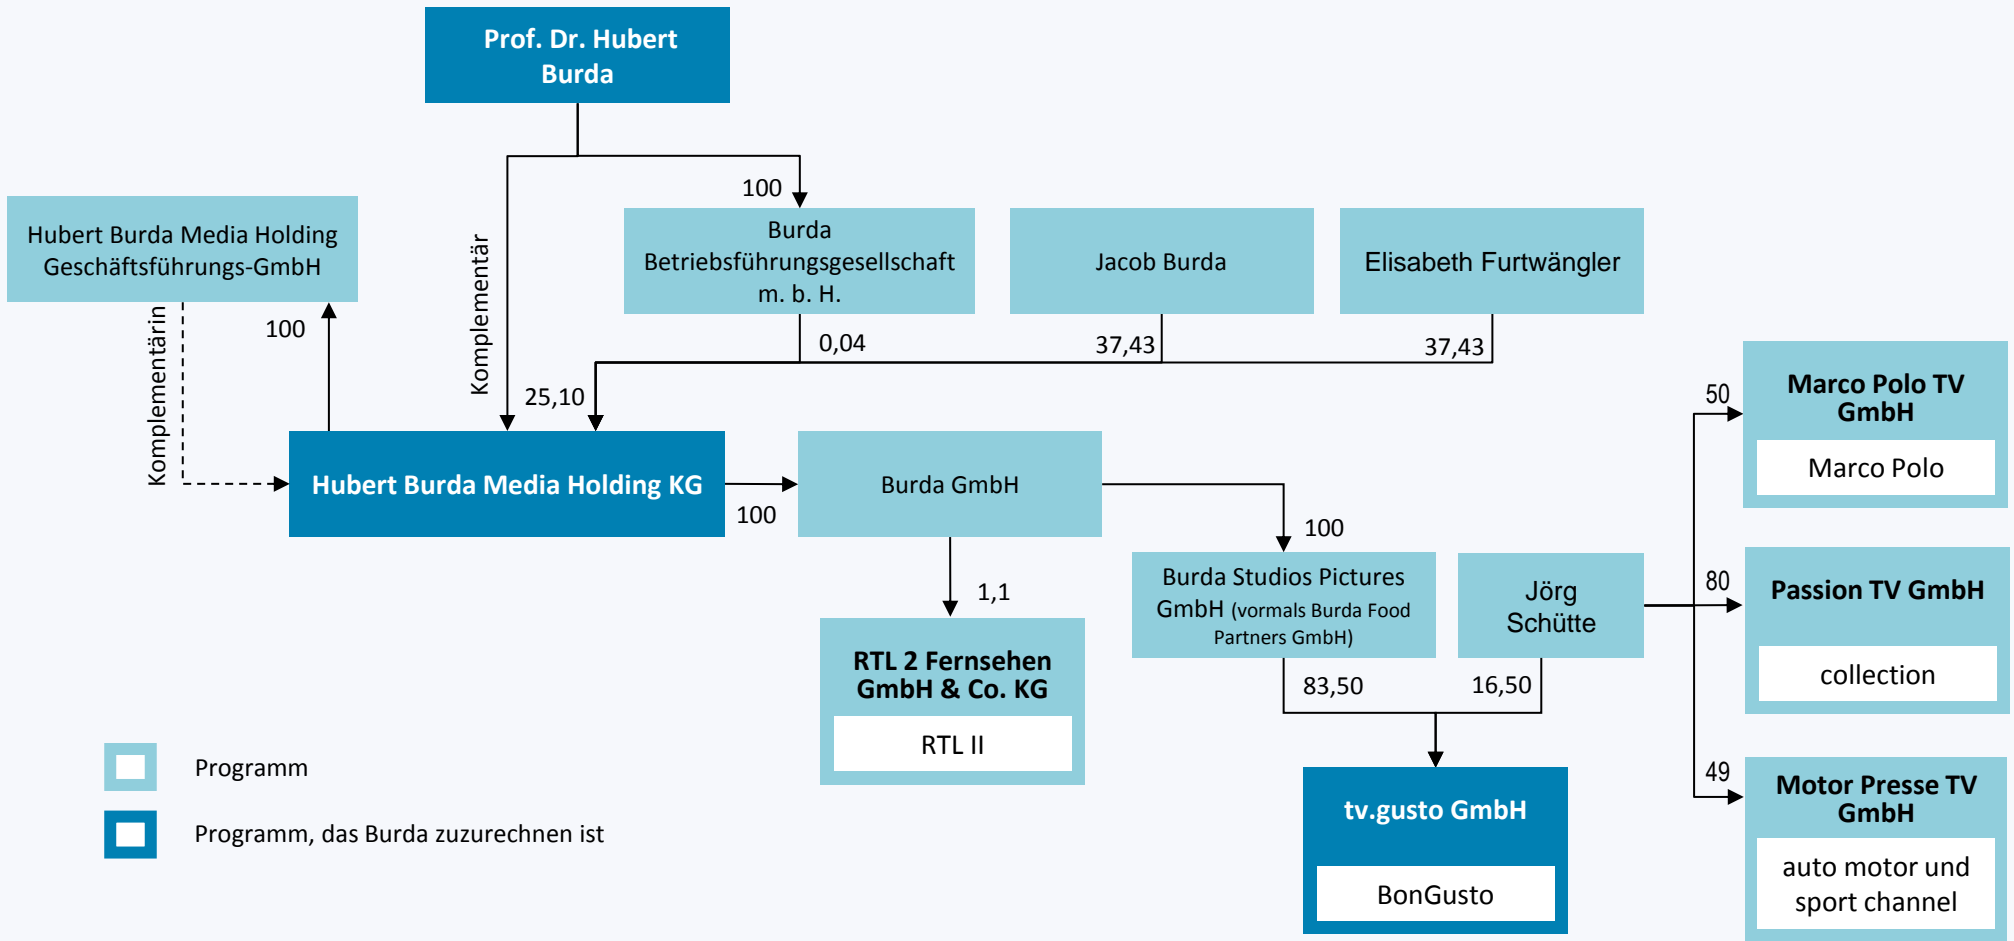 Prof. Dr. Hubert
Burda
100
Hubert Burda Media Holding
Geschäftsführungs-GmbH
Komplementär
Burda
Betriebsführungsgesellschaft
m. b. H.
Jacob Burda
Elisabeth Furtwängler
Komplementärin
100
0,04
37,43
37,43
25,10
Hubert Burda Media Holding KG
100
Burda GmbH
100
1,1
Burda Studios Pictures
GmbH (vormals Burda Food
Partners GmbH)
Jörg
Schütte
50
Marco Polo TV
GmbH
Marco Polo
80
Passion TV GmbH
collection
49
Motor Presse TV
GmbH
auto motor und
sport channel
RTL 2 Fernsehen
GmbH & Co. KG
RTL II
83,50
16,50
tv.gusto GmbH
BonGusto
Programm
Programm, das Burda zuzurechnen ist